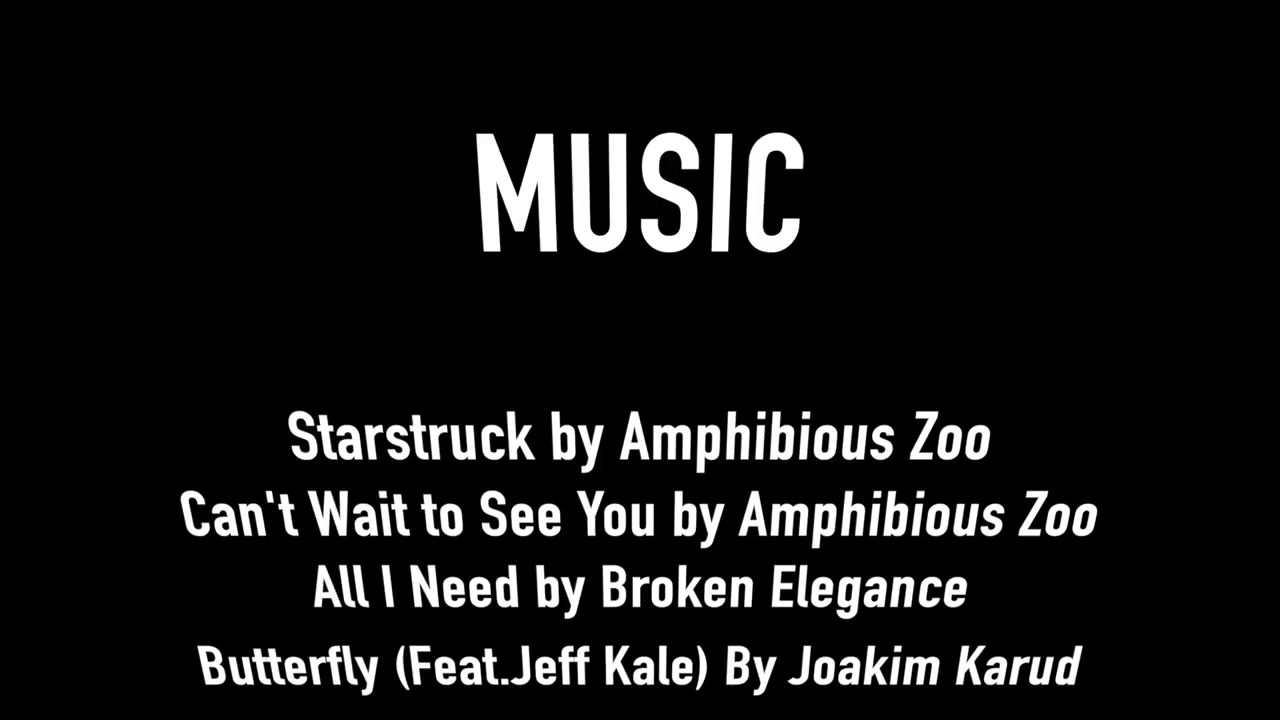 MUSIC
Starstruck by Amphibious Zoo
Can't Wait to See You by Amphibious Zoo
All I Need by Broken Elegance
Butterfly (Feat.Jeff Kale) By Joakim Karud